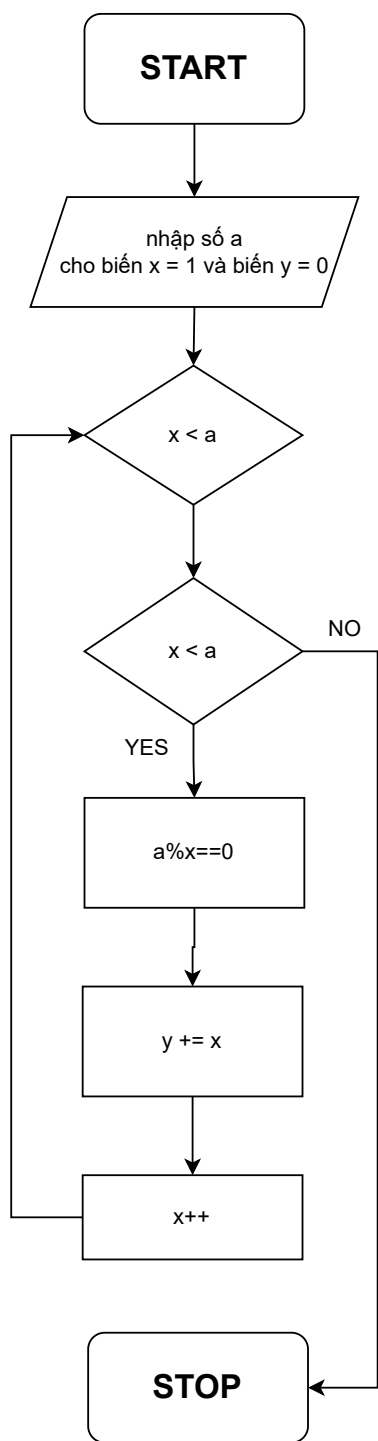 START
nhập số a
cho biến x = 1 và biến y = 0
x < a
x < a
NO
YES
a%x==0
y += x
x++
STOP